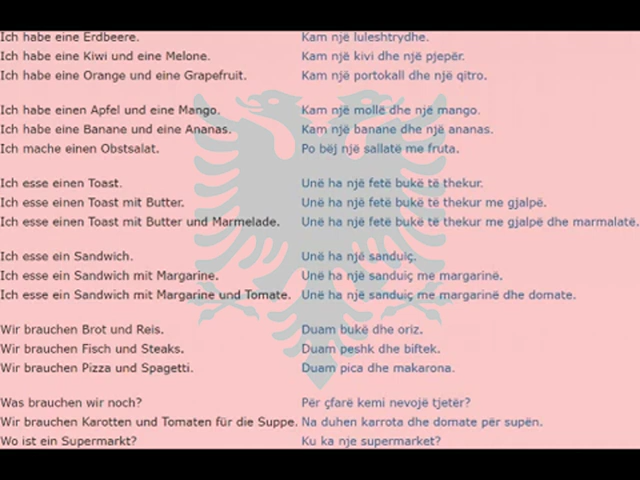 Ich habe eine Erdbeere. Kam një luleshtrydhe.
Ich habe eine Kiwi und eine Melone. Kam një kivi dhe një pjepër.
Ich habe eine Orange und eine Grapefruit. Kam një portokall dhe një qitro.
Ich habe einen Apfel und eine Mango. Kam një mollë dhe një mango.
Ich habe eine Banane und eine Ananas. Kam një banane dhe një ananas.
Ich mache einen Obstsalat. Po bëj një sallatë me fruta.
Ich esse einen Toast. Unë ha një fetë bukë të thekur.
Ich esse einen Toast mit Butter. Unë ha një fetë bukë të thekur me gjalpë.
Ich esse einen Toast mit Butter und Marmelade. Unë ha një fetë bukë të thekur me gjalpë dhe marmalatë.
Ich esse ein Sandwich. Unë ha një sanduiç.
Ich esse ein Sandwich mit Margarine. Unë ha një sanduiç me margarinë.
Ich esse ein Sandwich mit Margarine und Tomate. Unë ha një sanduiç me margarinë dhe domate.
Wir brauchen Brot und Reis. Duam bukë dhe oriz.
Wir brauchen Fisch und Steaks. Duam peshk dhe biftek.
Wir brauchen Pizza und Spagetti. Duam pica dhe makarona.
Was brauchen wir noch? Për çfarë kemi nevojë tjetër?
Wir brauchen Karotten und Tomaten für die Suppe. Na duhen karrota dhe domate për supën.
Wo ist ein Supermarkt? Ku ka nje supermarket?